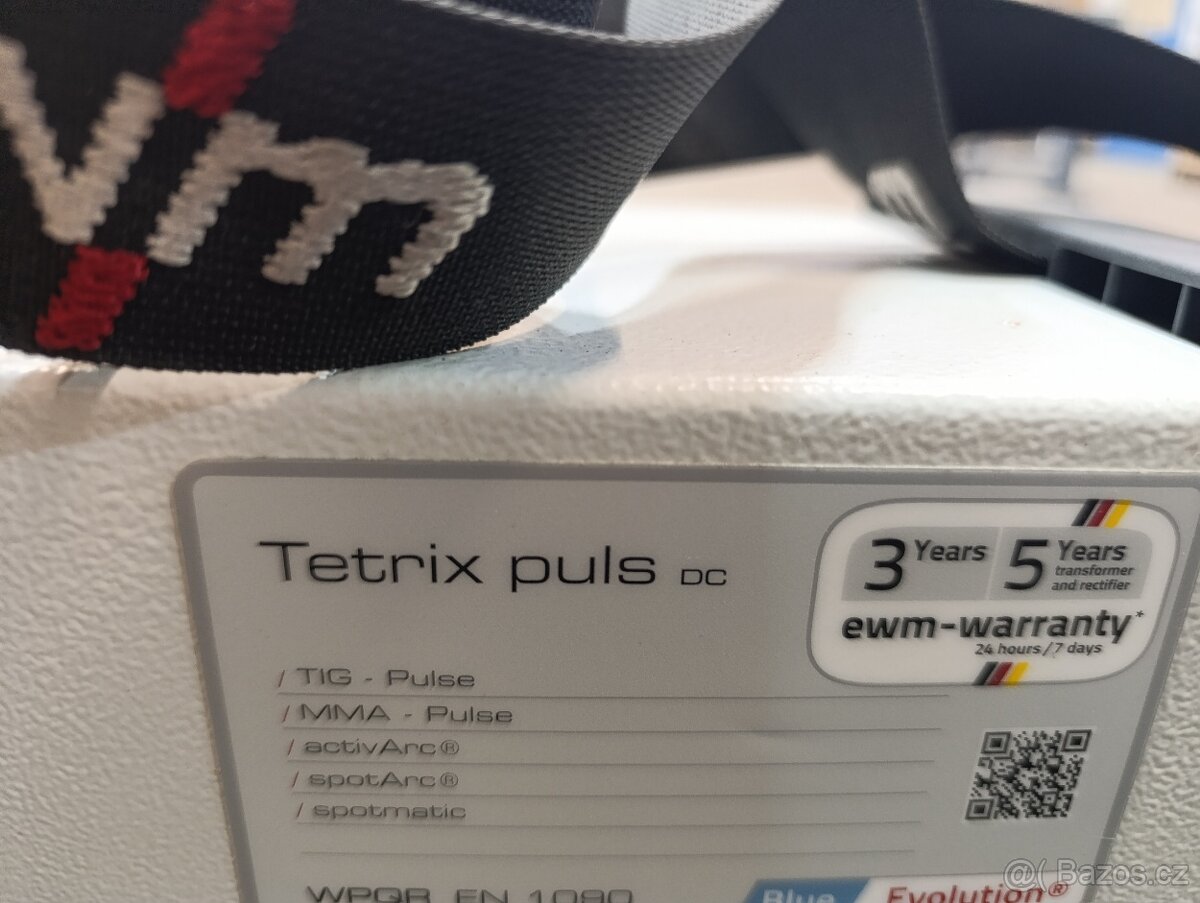 vm
m
Tetrix puls DC
3 Years 5 Years
transformer
and rectifier
ewm-warranty*
24 hours/7 days
/ TIG - Pulse
/ MMA - Pulse
/ activArc®
/ spotArc®
/ spotmatic
WPQR EN 1090
Blue Evolution®
@( Bazos.cz